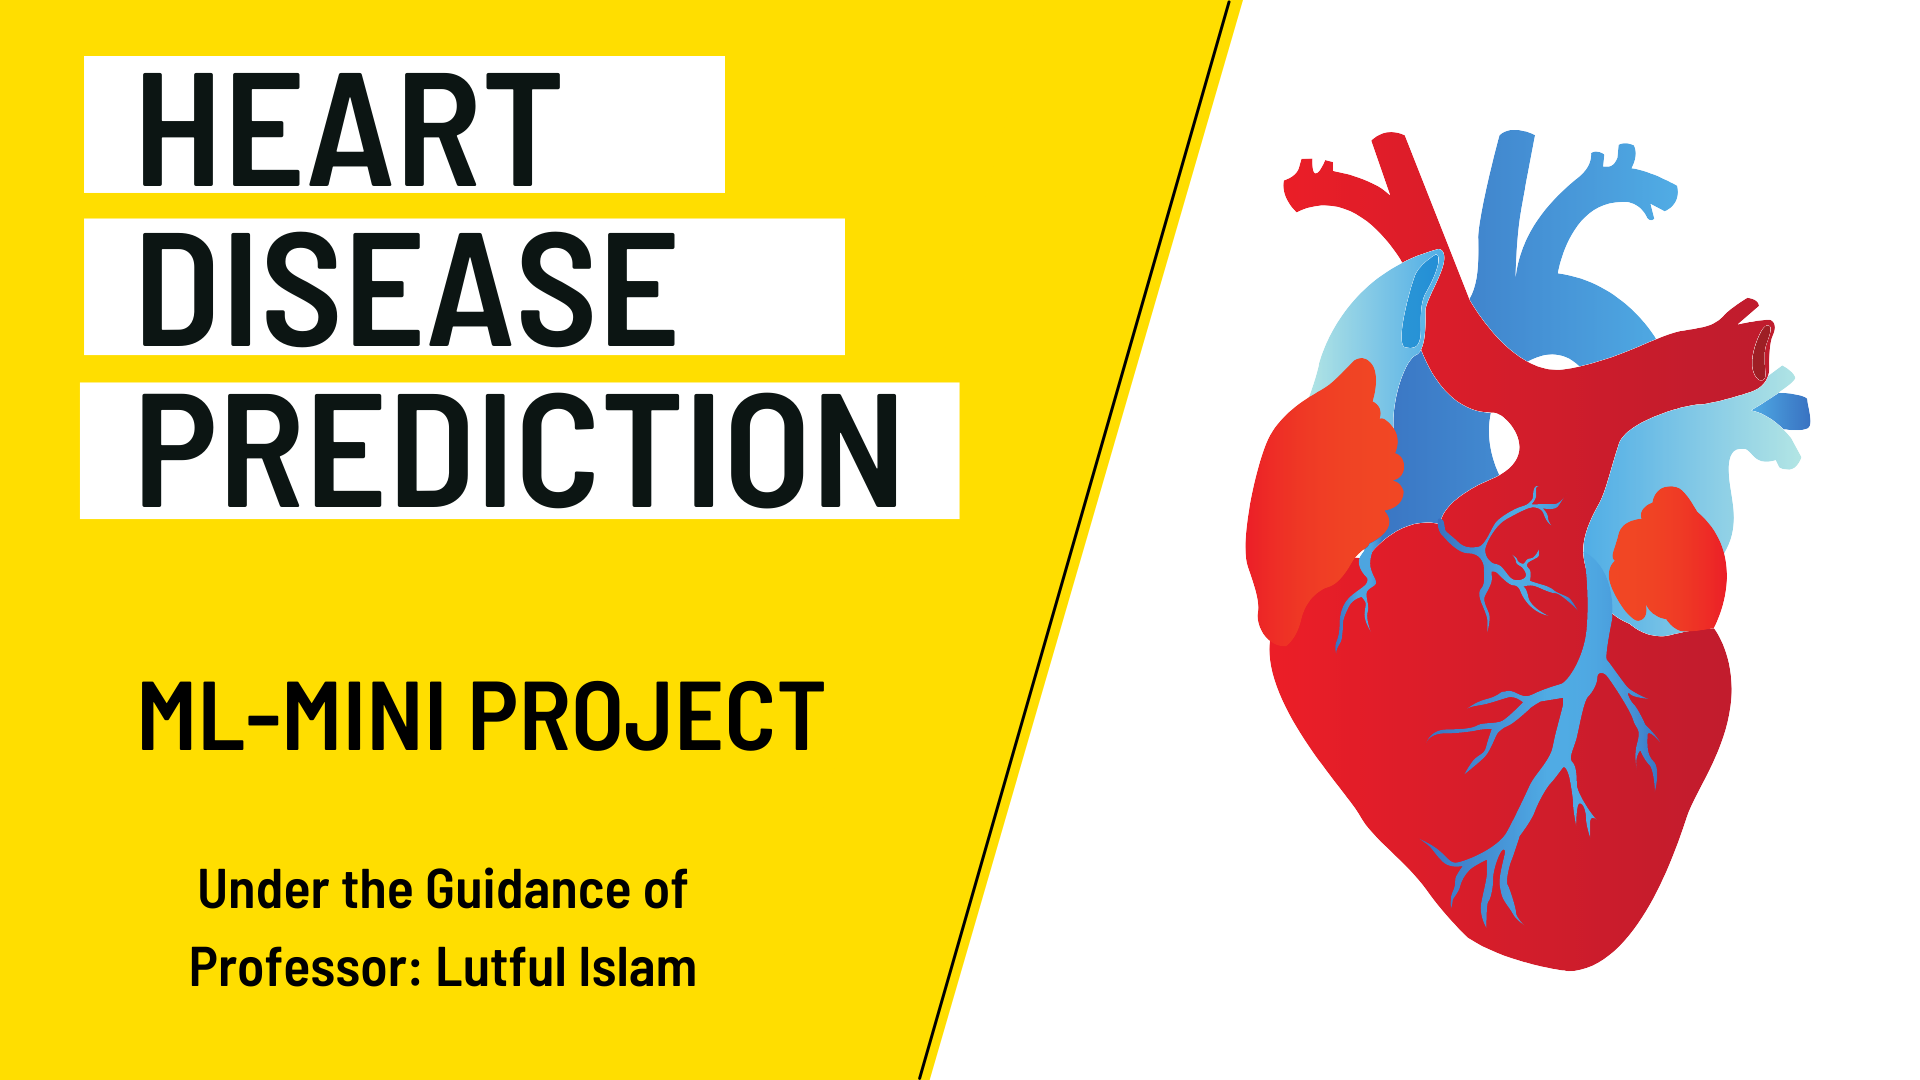 HEART
DISEASE
PREDICTION
ML-MINI PROJECT
Under the Guidance of
Professor: Lutful Islam